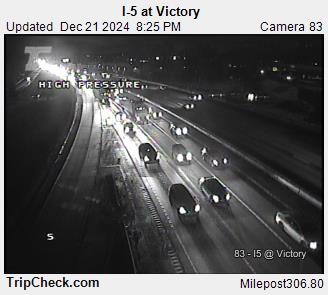 I-5 at Victory
Updated  Dec 21 2024  8:25 PM
Camera 83
HIGH PRESSURE
S
83 - I5 @ Victory
TripCheck.com
Milepost306.80